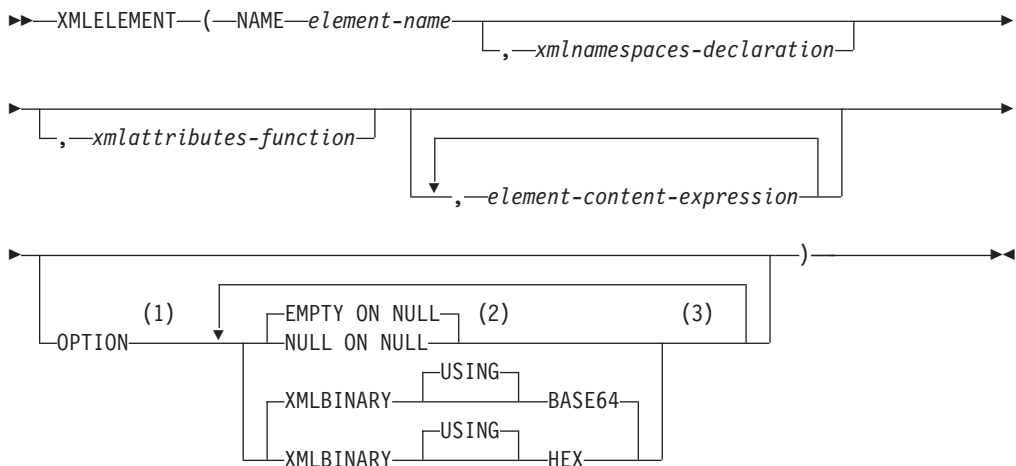 XMLELEMENT ( NAME element-name
, xmlnamespaces-declaration
, xmlattributes-function
, element-content-expression
)
(1) EMPTY ON NULL (2) (3)
OPTION NULL ON NULL
USING
XMLBINARY BASE64
USING
XMLBINARY HEX